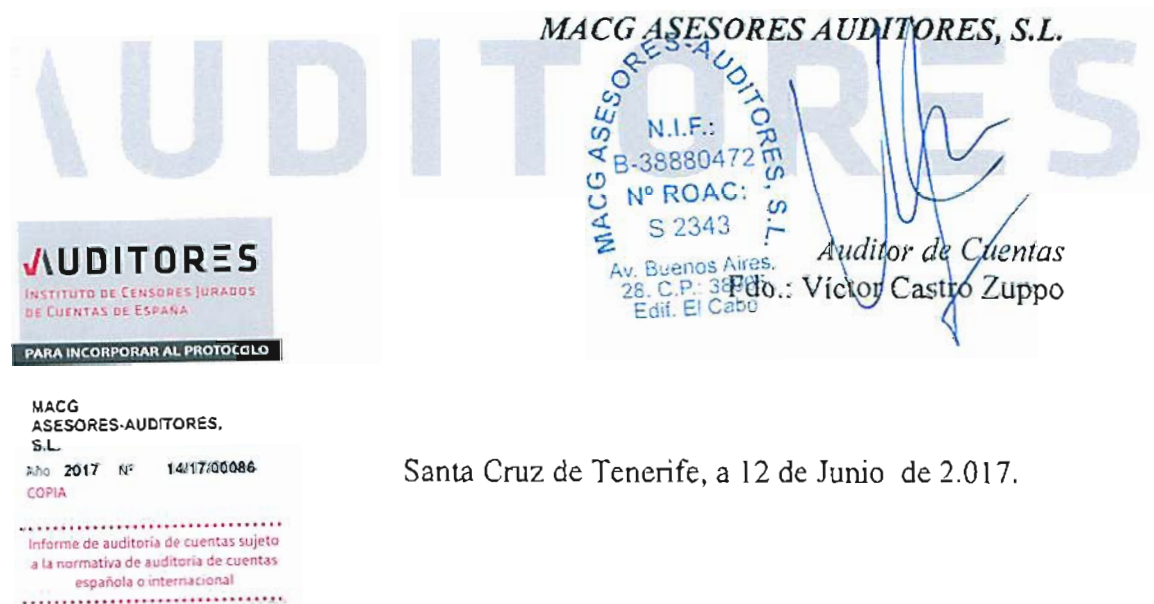 AUDITORES
MACG ASESORES AUDITORES, S.L.
MACG ASESORES-AUDITORES, S.L.
N.I.F.:
B-38880472
Nº ROAC:
S 2343
Av. Buenos Aires,
28. C.P.:
Edif. El Cabo
Auditor de Cuentas
Fdo.: Víctor Castro Zuppo
AUDITORES
INSTITUTO DE CENSORES JURADOS
DE CUENTAS DE ESPAÑA
PARA INCORPORAR AL PROTOCOLO
MACG
ASESORES-AUDITORES,
S.L.
Año 2017 Nº 14/17/00086
COPIA
Informe de auditoría de cuentas sujeto
a la normativa de auditoría de cuentas
española o internacional
Santa Cruz de Tenerife, a 12 de Junio de 2.017.